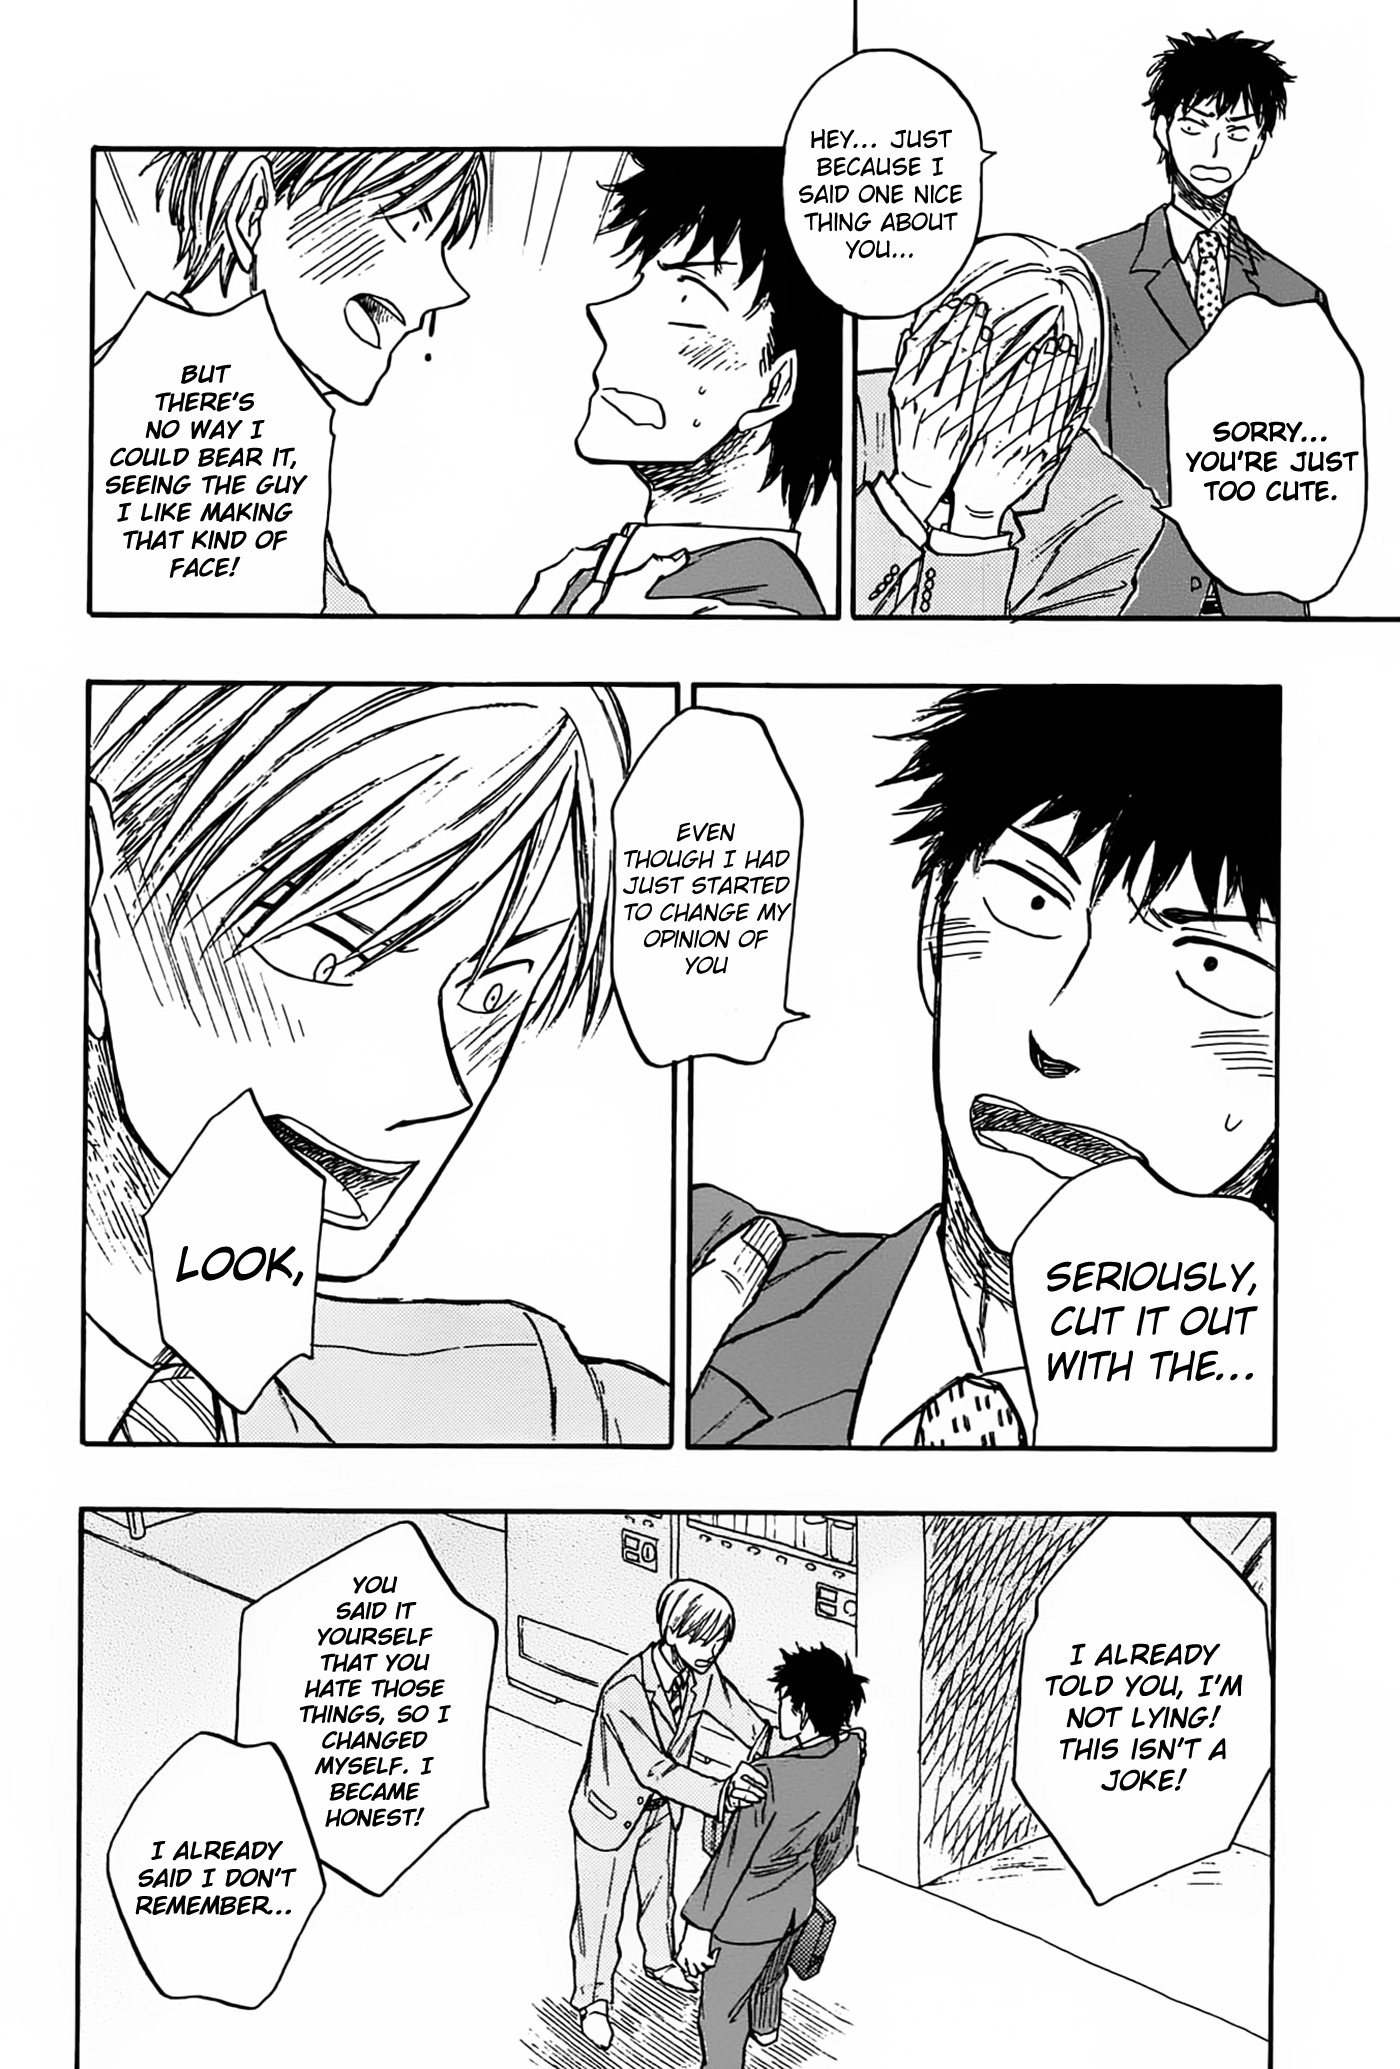 HEY... JUST
BECAUSE I
SAID ONE NICE
THING ABOUT
YOU...
SORRY...
YOU'RE JUST
TOO CUTE.
BUT
THERE'S
NO WAY I
COULD BEAR IT,
SEEING THE GUY
I LIKE MAKING
THAT KIND OF
FACE!
EVEN
THOUGH I HAD
JUST STARTED
TO CHANGE MY
OPINION OF
YOU
SERIOUSLY,
CUT IT OUT
WITH THE...
LOOK,
I ALREADY
TOLD YOU, I'M
NOT LYING!
THIS ISN'T A
JOKE!
YOU
SAID IT
YOURSELF
THAT YOU
HATE THOSE
THINGS, SO I
CHANGED
MYSELF. I
BECAME
HONEST!
I ALREADY
SAID I DON'T
REMEMBER...